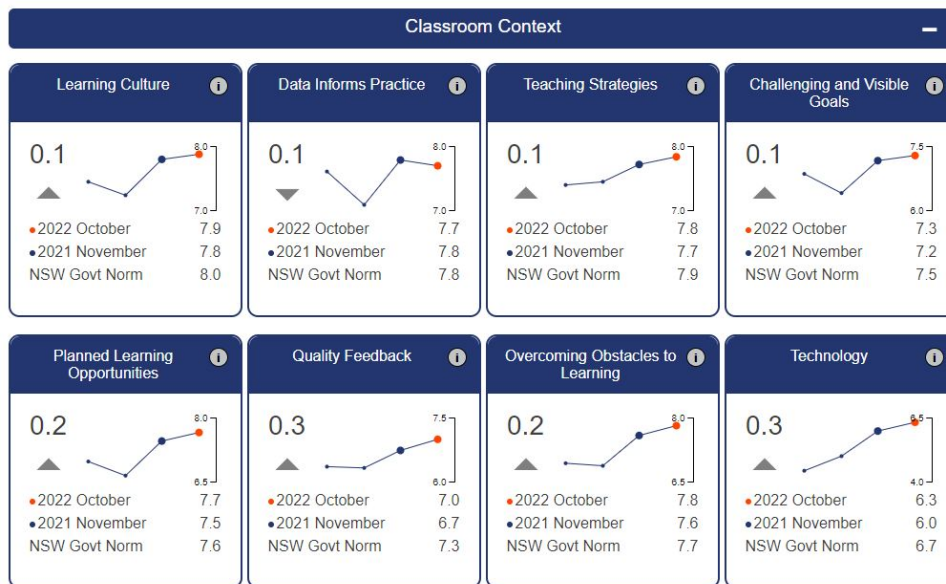 Classroom Context
Learning Culture
0.1
8.0
7.0
2022 October 7.9
2021 November 7.8
NSW Govt Norm 8.0
Data Informs Practice
0.1
8.0
7.0
2022 October 7.7
2021 November 7.8
NSW Govt Norm 7.8
Teaching Strategies
0.1
8.0
7.0
2022 October 7.8
2021 November 7.7
NSW Govt Norm 7.9
Challenging and Visible
Goals
0.1
7.5
6.0
2022 October 7.3
2021 November 7.2
NSW Govt Norm 7.5
Planned Learning
Opportunities
0.2
8.0
6.5
2022 October 7.7
2021 November 7.5
NSW Govt Norm 7.6
Quality Feedback
0.3
7.5
6.0
2022 October 7.0
2021 November 6.7
NSW Govt Norm 7.3
Overcoming Obstacles to
Learning
0.2
8.0
6.5
2022 October 7.8
2021 November 7.6
NSW Govt Norm 7.7
Technology
0.3
6.5
4.0
2022 October 6.3
2021 November 6.0
NSW Govt Norm 6.7